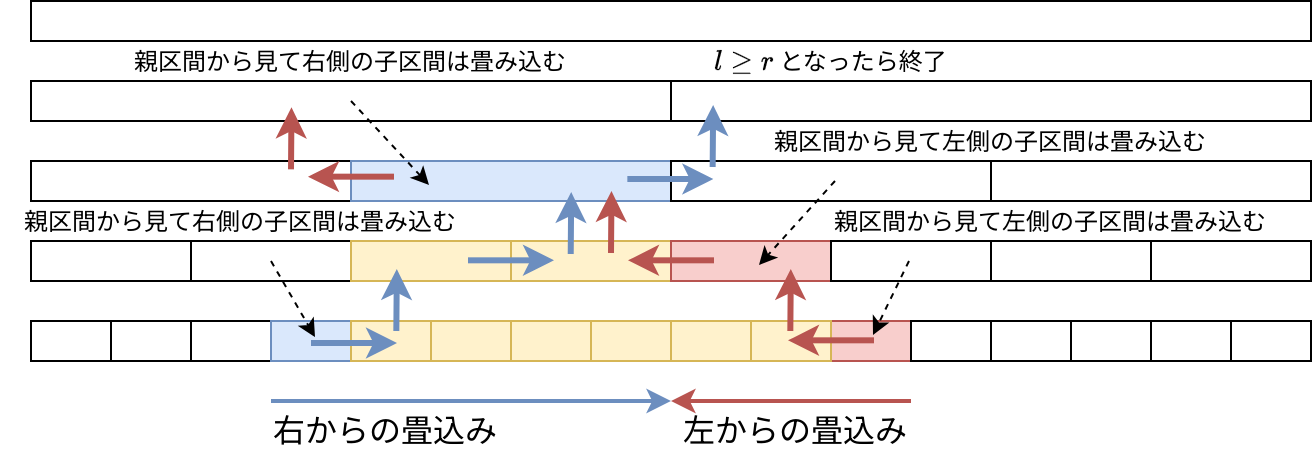 親区間から見て右側の子区間は畳み込む
l ≥ r となったら終了
親区間から見て左側の子区間は畳み込む
親区間から見て右側の子区間は畳み込む
親区間から見て左側の子区間は畳み込む
右からの畳込み
左からの畳込み